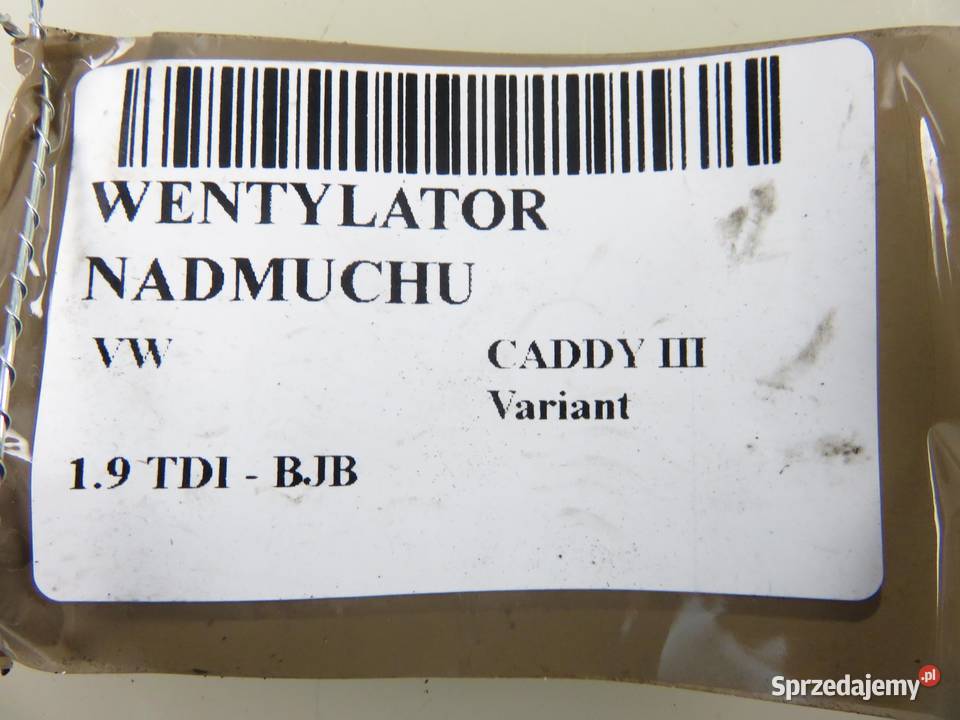 WENTYLATOR
NADMUCHU
VW CADDY III
Variant
1.9 TDI - BJB
Sprzedajemy.pl